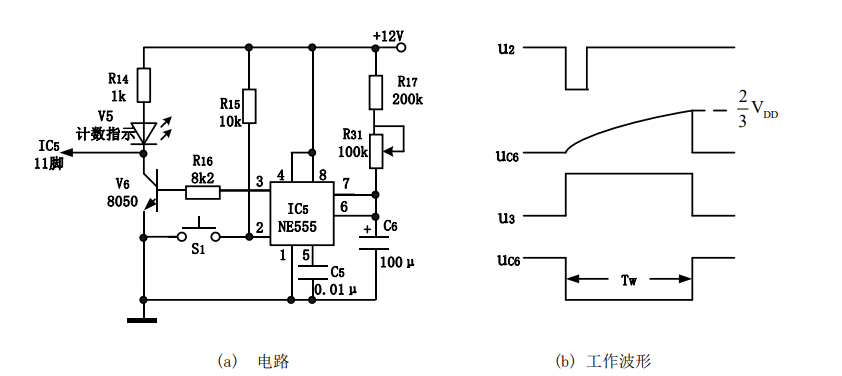 +12V
R14
1k
R15
10k
R17
200k
V5
计数指示
R31
100k
IC5
11脚
R16
8k2
V6
8050
4
8
3
7
IC5
NE555
6
2
S1
1
5
C6
100μ
C5
0.01μ
(a) 电路
u2
2/3 VDD
uC6
u3
uC6
Tw
(b) 工作波形